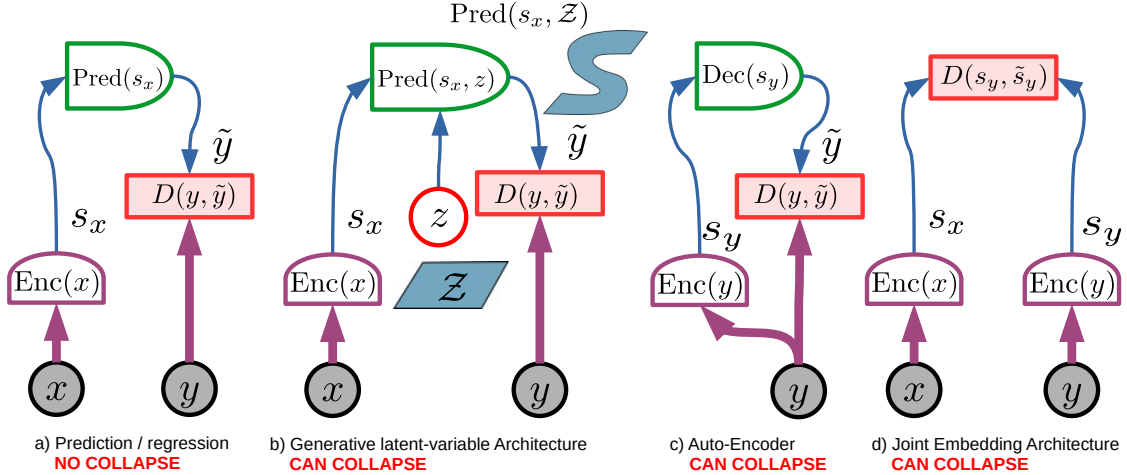 Pred(s_x)
ỹ
D(y, ỹ)
s_x
Enc(x)
x
y
a) Prediction / regression
NO COLLAPSE
Pred(s_x, 𝒵)
Pred(s_x, z)
ỹ
D(y, ỹ)
z
s_x
Enc(x)
𝒵
x
y
b) Generative latent-variable Architecture
CAN COLLAPSE
Dec(s_y)
ỹ
D(y, ỹ)
s_y
Enc(y)
y
c) Auto-Encoder
CAN COLLAPSE
D(s_y, s̃_y)
s_x
s_y
Enc(x)
Enc(y)
x
y
d) Joint Embedding Architecture
CAN COLLAPSE